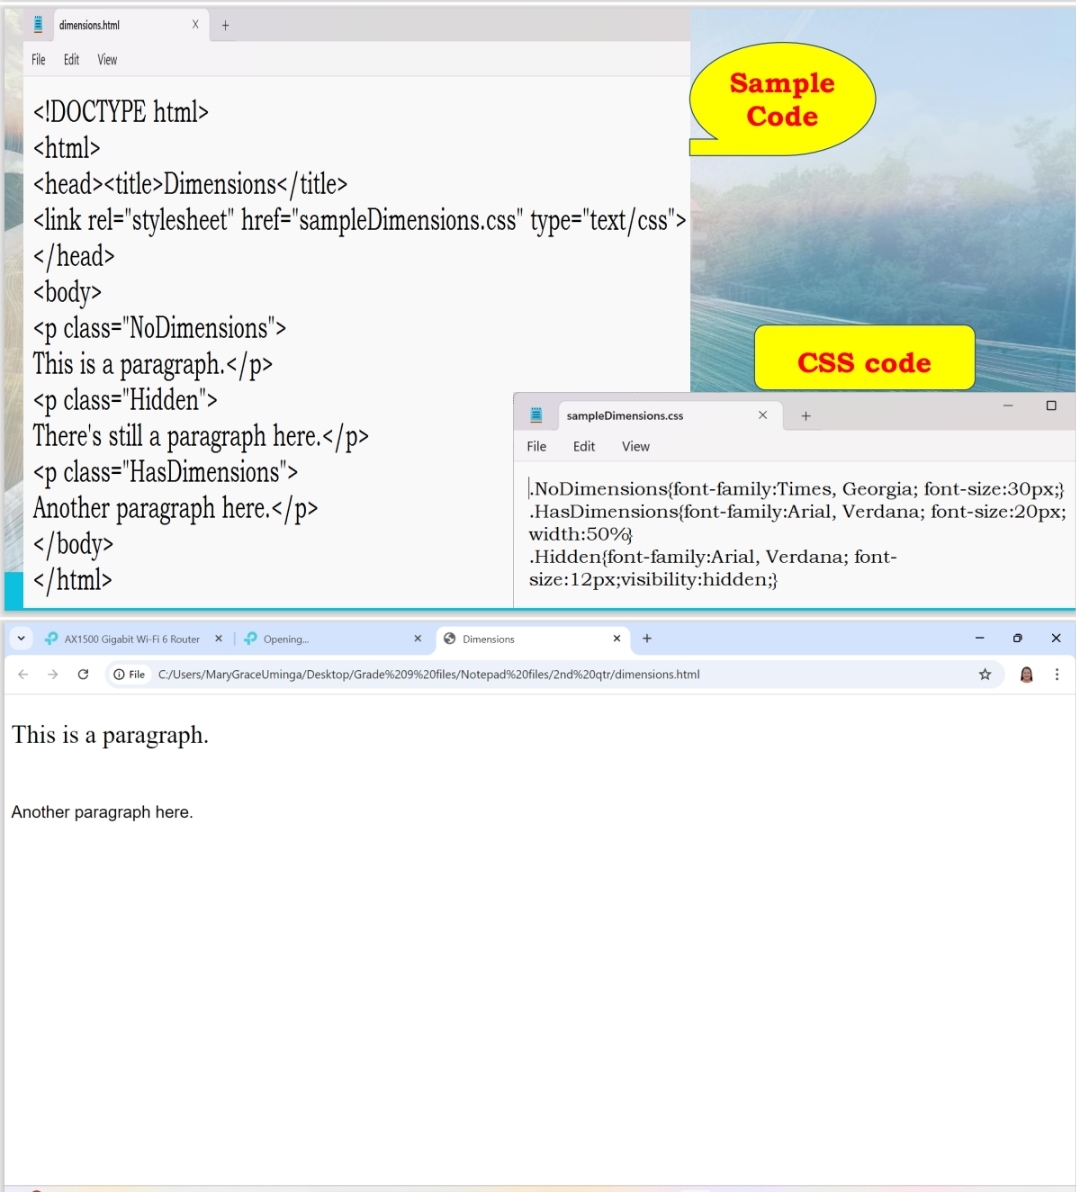 dimensions.html X +
File Edit View
<!DOCTYPE html>
<html>
<head><title>Dimensions</title>
<link rel="stylesheet" href="sampleDimensions.css" type="text/css">
</head>
<body>
<p class="NoDimensions">
This is a paragraph.</p>
<p class="Hidden">
There's still a paragraph here.</p>
<p class="HasDimensions">
Another paragraph here.</p>
</body>
</html>
Sample
Code
CSS code
sampleDimensions.css × +
File Edit View
.NoDimensions{font-family:Times, Georgia; font-size:30px;}
.HasDimensions{font-family:Arial, Verdana; font-size:20px;
width:50%}
.Hidden{font-family:Arial, Verdana; font-
size:12px;visibility:hidden;}
AX1500 Gigabit Wi-Fi 6 Router × Opening... × Dimensions × +
File C:/Users/MaryGraceUminga/Desktop/Grade%209%20files/Notepad%20files/2nd%20qtr/dimensions.html
This is a paragraph.
Another paragraph here.